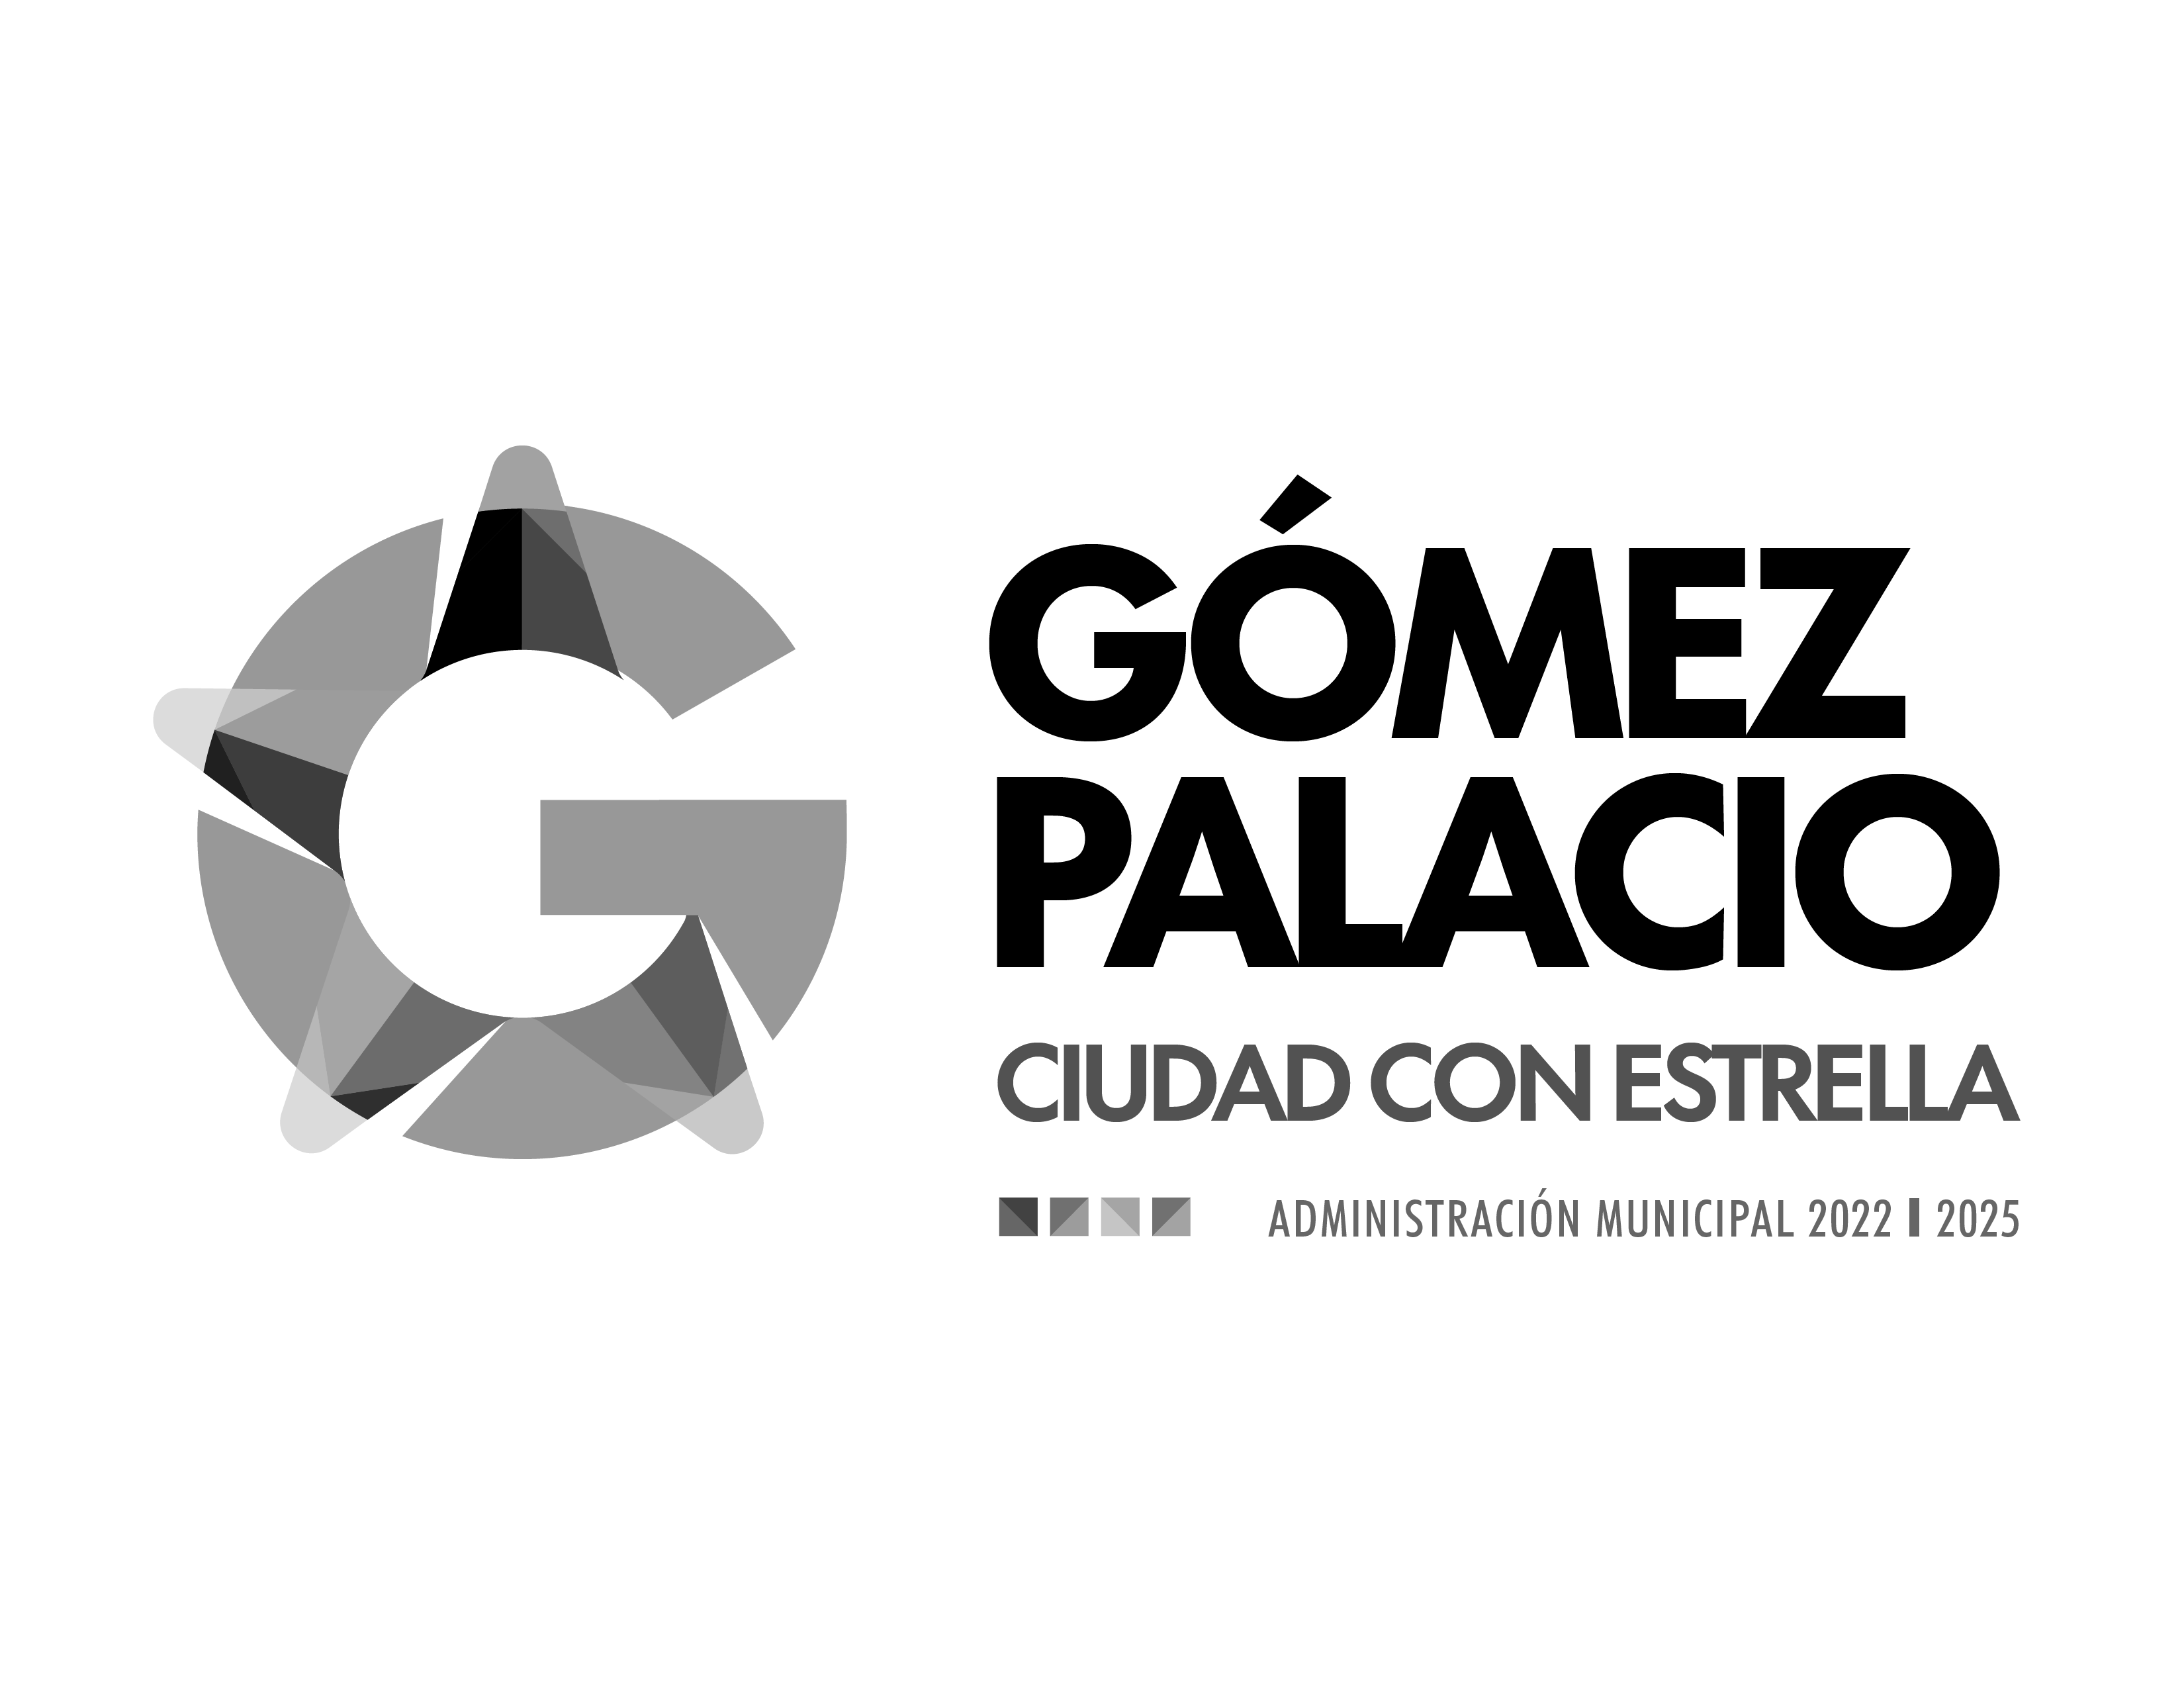 GÓMEZ
PALACIO
CIUDAD CON ESTRELLA
ADMINISTRACIÓN MUNICIPAL 2022 | 2025